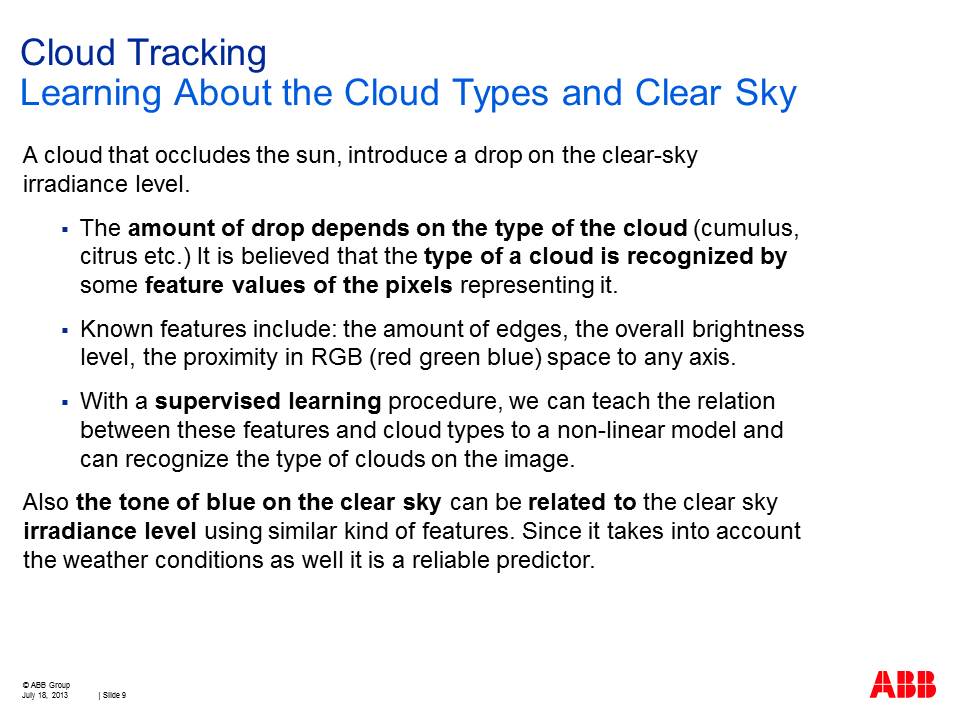 Cloud Tracking
Learning About the Cloud Types and Clear Sky
A cloud that occludes the sun, introduce a drop on the clear-sky
irradiance level.
▪ The amount of drop depends on the type of the cloud (cumulus,
citrus etc.) It is believed that the type of a cloud is recognized by
some feature values of the pixels representing it.
▪ Known features include: the amount of edges, the overall brightness
level, the proximity in RGB (red green blue) space to any axis.
▪ With a supervised learning procedure, we can teach the relation
between these features and cloud types to a non-linear model and
can recognize the type of clouds on the image.
Also the tone of blue on the clear sky can be related to the clear sky
irradiance level using similar kind of features. Since it takes into account
the weather conditions as well it is a reliable predictor.
© ABB Group
July 18, 2013 | Slide 9
ABB